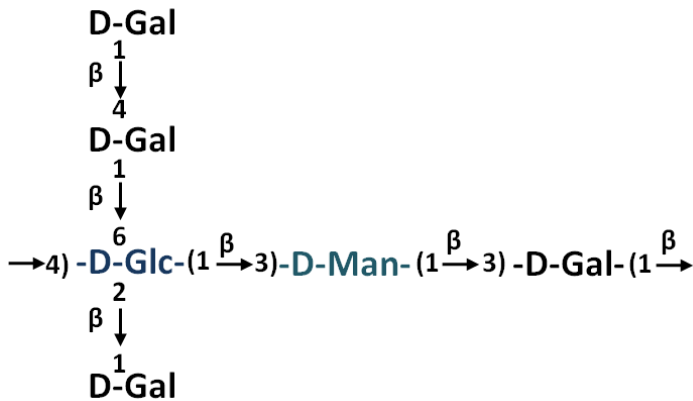 D-Gal
1
β ↓
4
D-Gal
1
β ↓
6
→4) -D-Glc-(1 β→3)-D-Man- (1 β→ 3) -D-Gal- (1 β→
2
β ↓
1
D-Gal